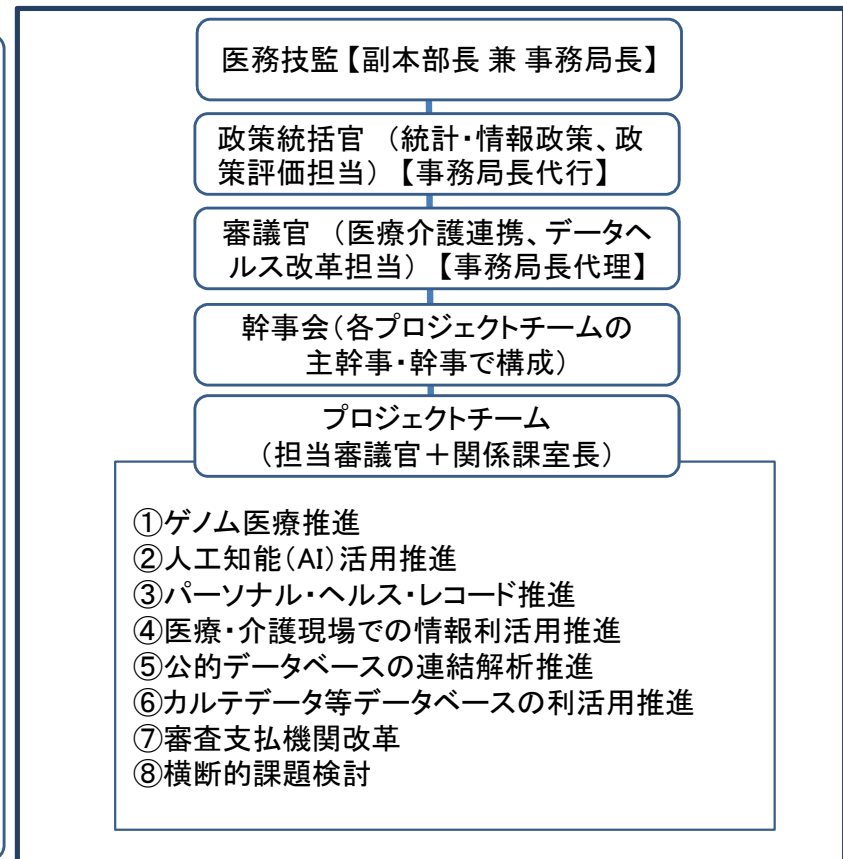 医務技監【副本部長 兼 事務局長】
政策統括官 （統計・情報政策、政
策評価担当）【事務局長代行】
審議官 （医療介護連携、データヘ
ルス改革担当）【事務局長代理】
幹事会（各プロジェクトチームの
主幹事・幹事で構成）
プロジェクトチーム
（担当審議官＋関係課室長）
①ゲノム医療推進
②人工知能（AI）活用推進
③パーソナル・ヘルス・レコード推進
④医療・介護現場での情報利活用推進
⑤公的データベースの連結解析推進
⑥カルテデータ等データベースの利活用推進
⑦審査支払機関改革
⑧横断的課題検討